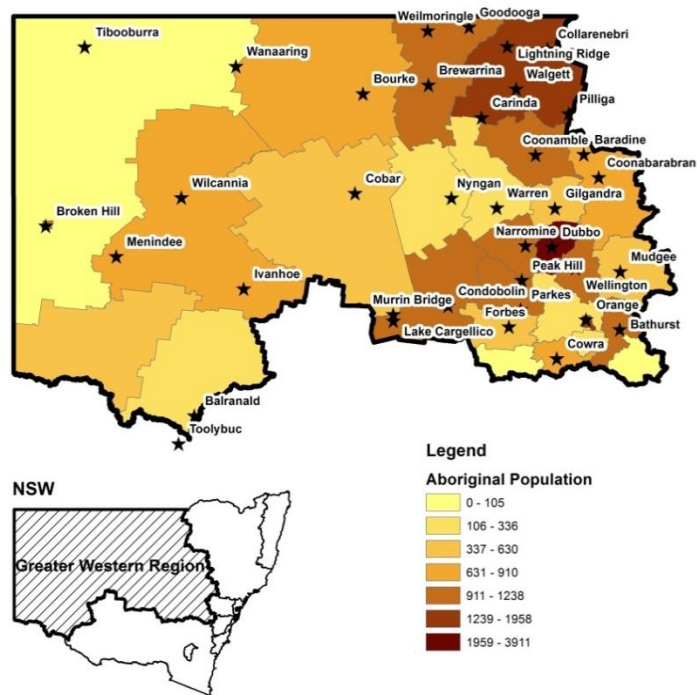 Weilmoringle
Goodooga
Tibooburra
Collarenebri
Lightning Ridge
Wanaaring
Bourke
Brewarrina
Walgett
Pilliga
Carinda
Coonamble
Baradine
Coonabarabran
Wilcannia
Cobar
Nyngan
Warren
Gilgandra
Broken Hill
Narromine
Dubbo
Menindee
Mudgee
Peak Hill
Ivanhoe
Condobolin
Wellington
Murrin Bridge
Parkes
Orange
Forbes
Lake Cargellico
Bathurst
Cowra
Balranald
Toolybuc
NSW
Greater Western Region
Legend
Aboriginal Population
0 - 105
106 - 336
337 - 630
631 - 910
911 - 1238
1239 - 1958
1959 - 3911